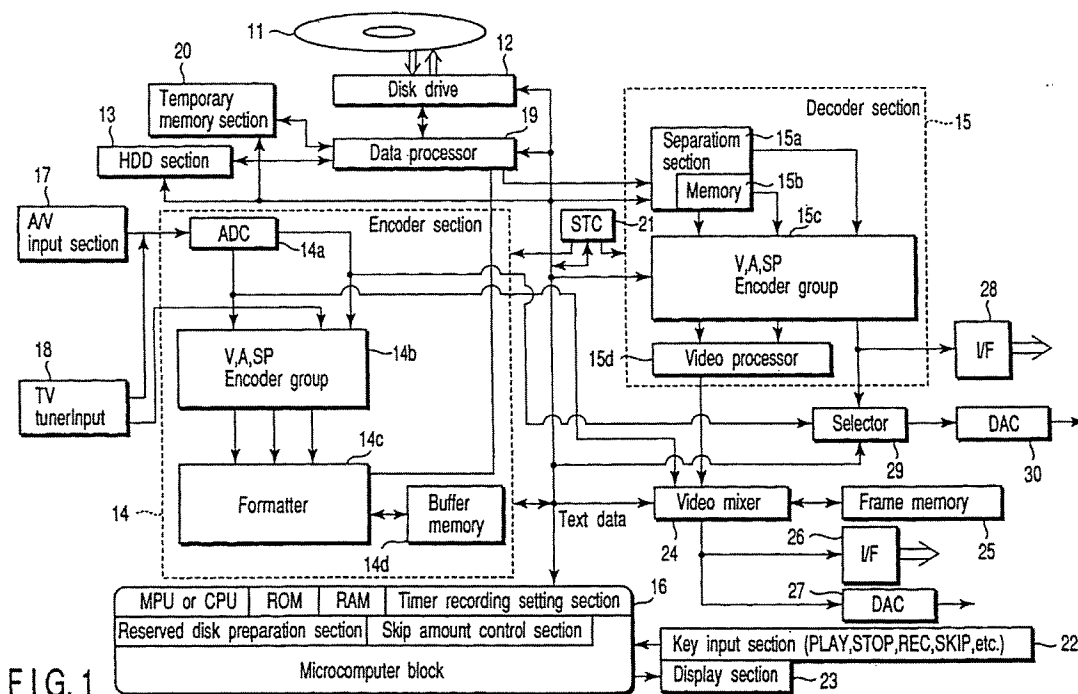 11
12
Disk drive
20
Temporary
memory section
13
HDD section
19
Data processor
17
A/V
input section
18
TV
tunerInput
Encoder section
ADC
14a
V,A,SP
Encoder group
14b
14c
Formatter
14
Buffer
memory
14d
STC
21
Decoder section
15
Separatiom
section
15a
Memory
15b
15c
V,A,SP
Encoder group
15d
Video processor
28
I/F
Selector
29
DAC
30
Text data
Video mixer
24
Frame memory
25
26
I/F
27
DAC
16
MPU or CPU
ROM
RAM
Timer recording setting section
Reserved disk preparation section
Skip amount control section
Microcomputer block
Key input section (PLAY,STOP,REC,SKIP,etc.)
22
Display section
23
FIG. 1